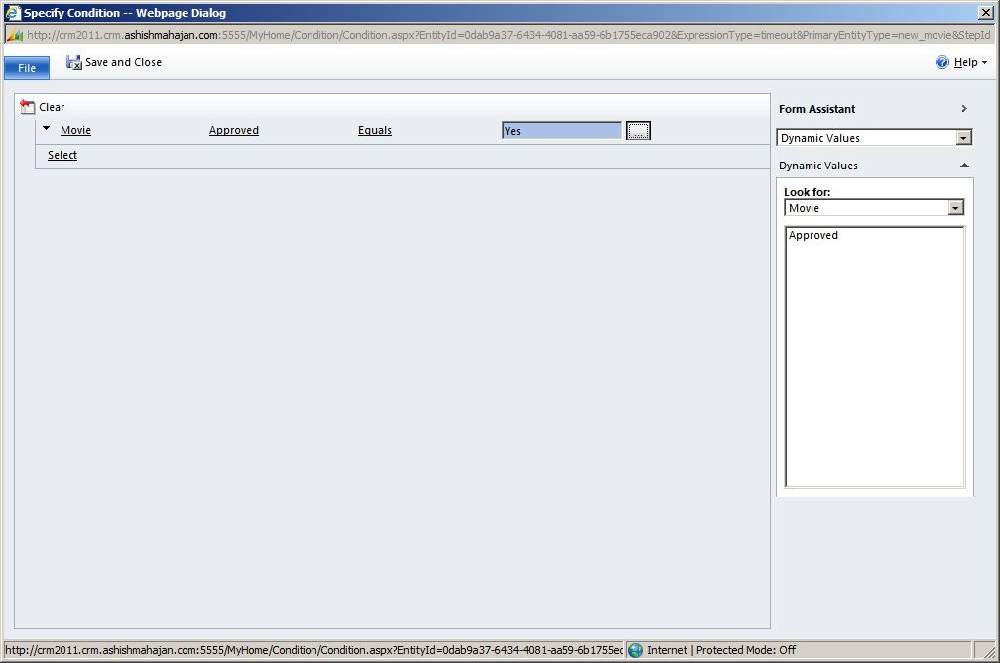 Specify Condition -- Webpage Dialog
http://crm2011.crm.ashishmahajan.com:5555/MyHome/Condition/Condition.aspx?EntityId=0dab9a37-6434-4081-aa59-6b1755eca902&ExpressionType=timeout&PrimaryEntityType=new_movie&StepId
File Save and Close Help
Clear
Movie Approved Equals Yes ...
Select
Form Assistant
Dynamic Values
Dynamic Values
Look for:
Movie
Approved
http://crm2011.crm.ashishmahajan.com:5555/MyHome/Condition/Condition.aspx?EntityId=0dab9a37-6434-4081-aa59-6b1755ec Internet | Protected Mode: Off